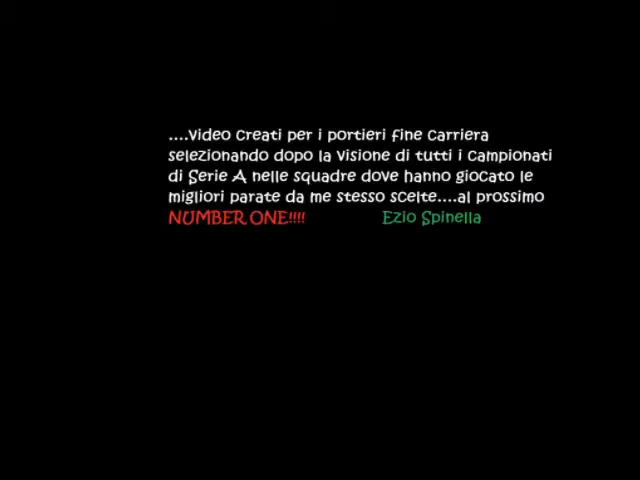 ....Video creati per i portieri fine carriera
selezionando dopo la visione di tutti i campionati
di Serie A nelle squadre dove hanno giocato le
migliori parate da me stesso scelte....al prossimo
NUMBER ONE!!!! Ezio Spinella